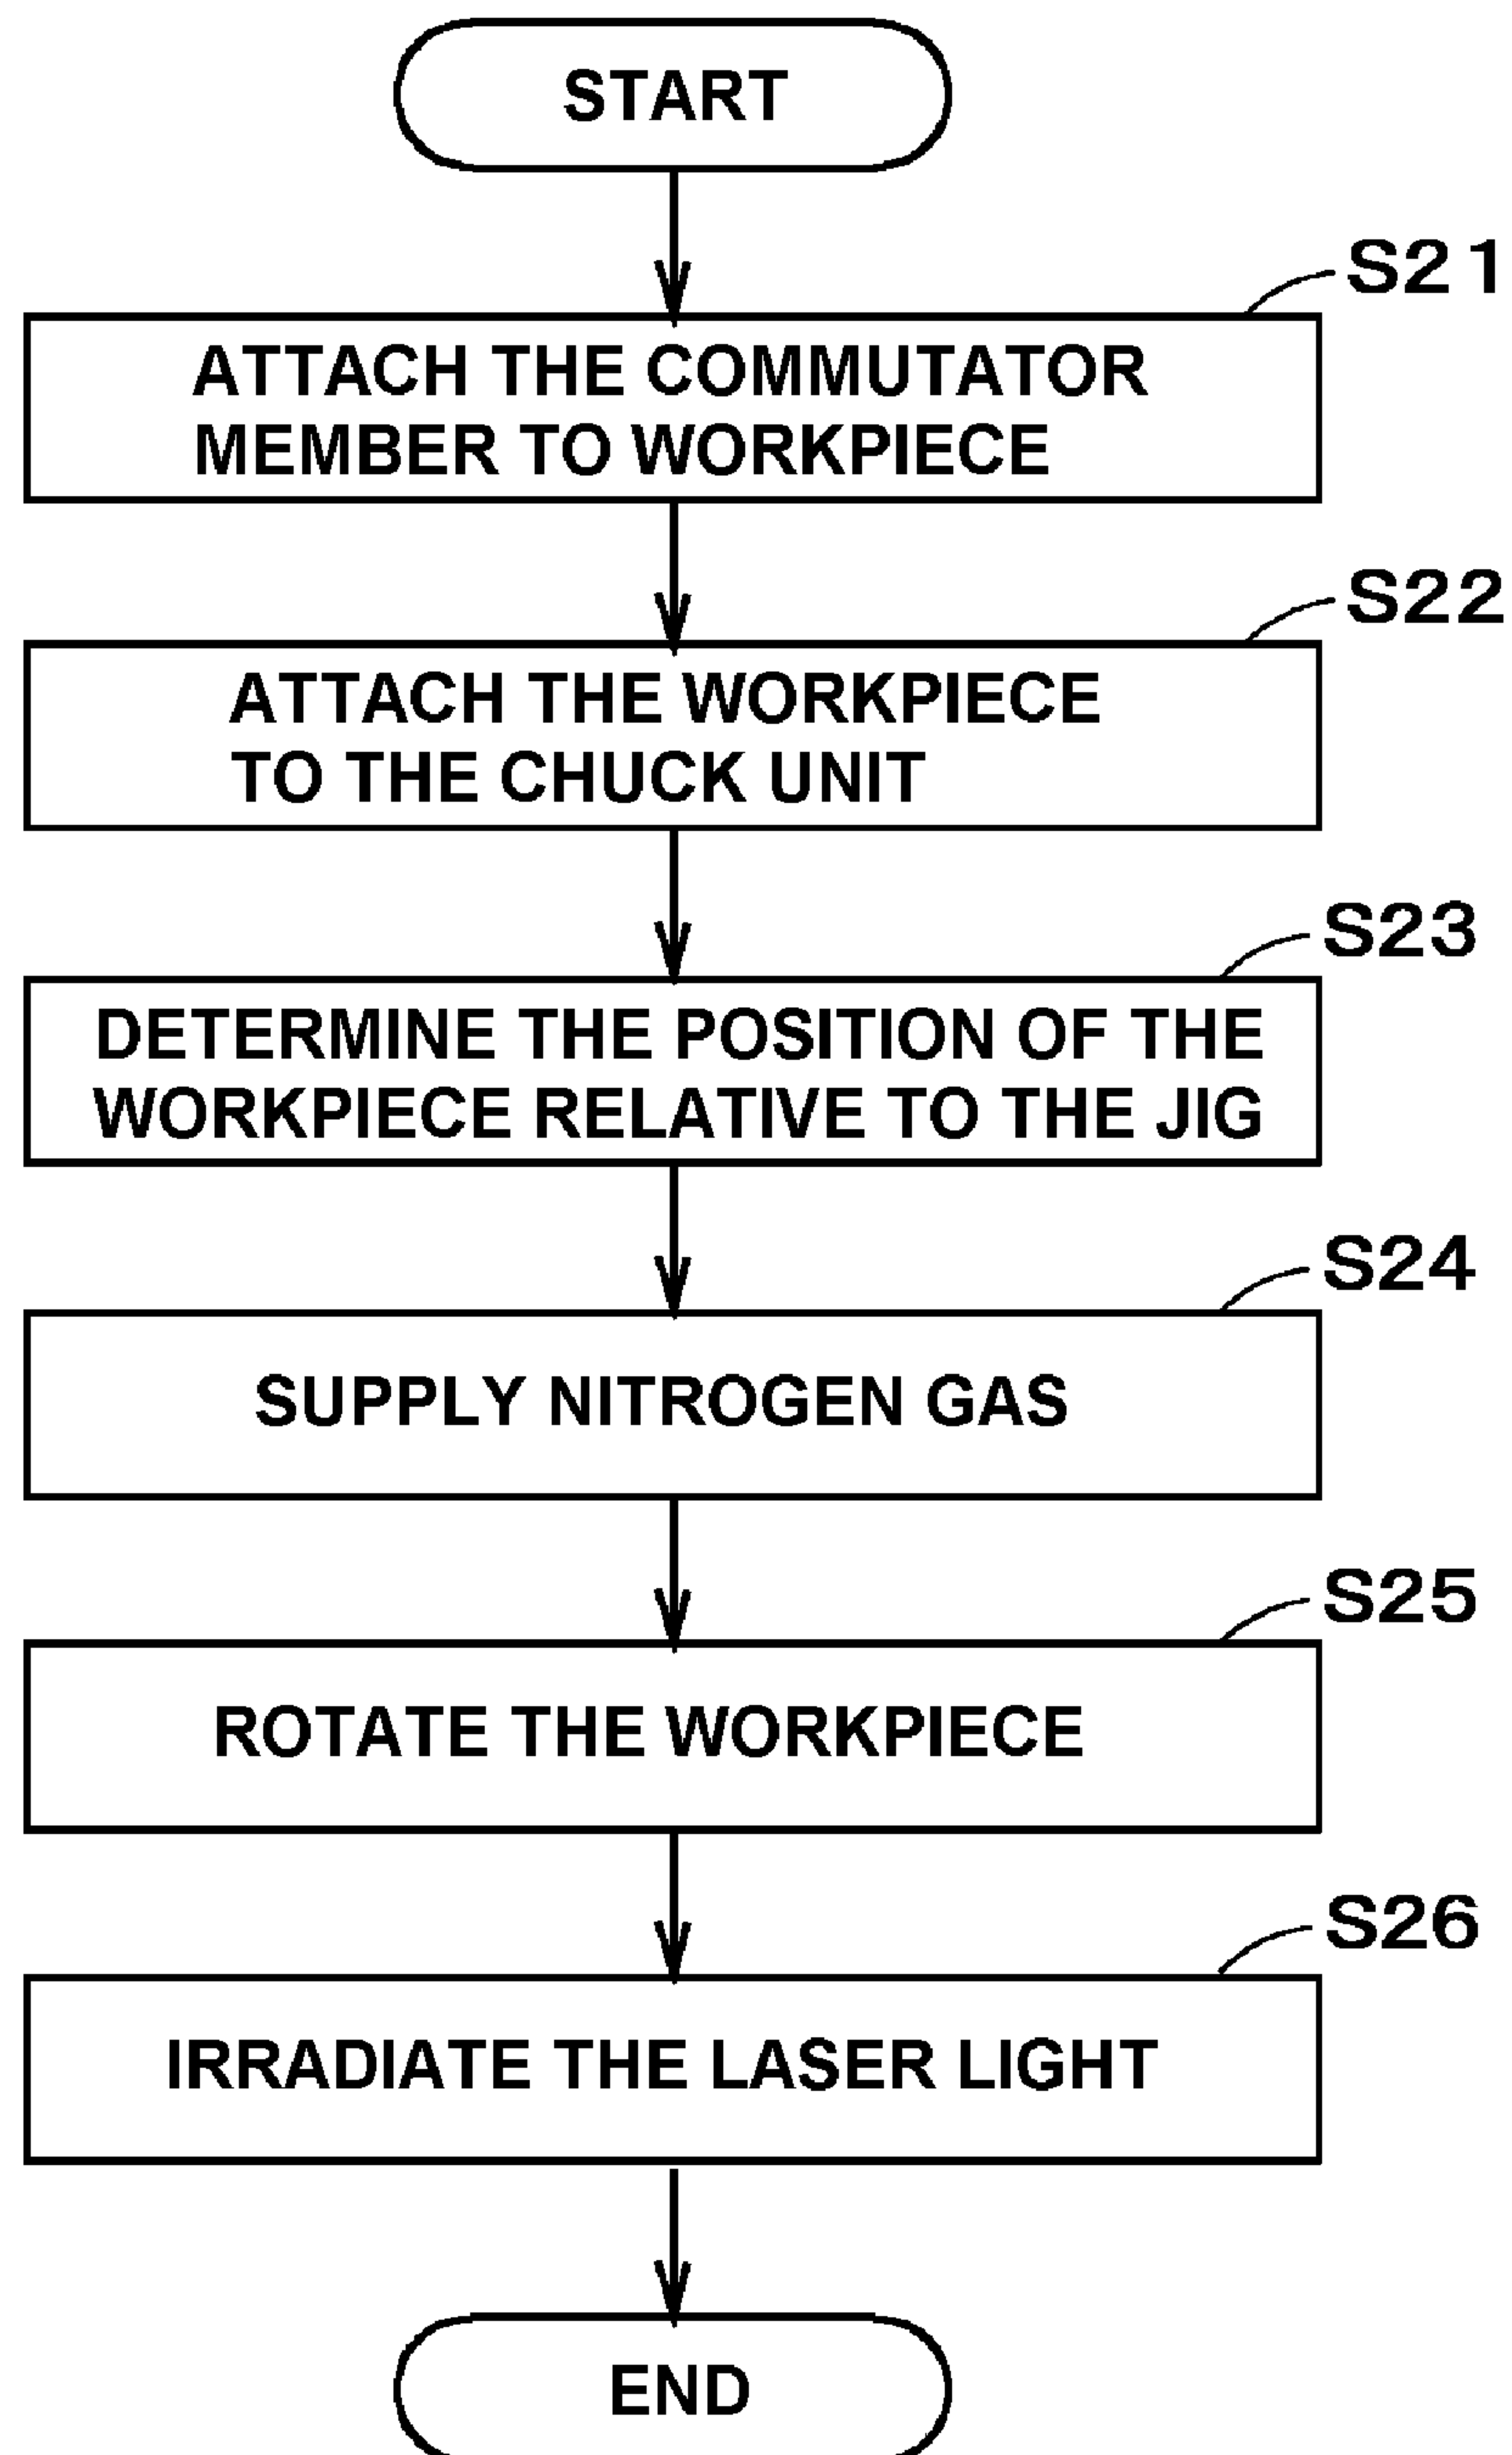 START
S21
ATTACH THE COMMUTATOR
MEMBER TO WORKPIECE
S22
ATTACH THE WORKPIECE
TO THE CHUCK UNIT
S23
DETERMINE THE POSITION OF THE
WORKPIECE RELATIVE TO THE JIG
S24
SUPPLY NITROGEN GAS
S25
ROTATE THE WORKPIECE
S26
IRRADIATE THE LASER LIGHT
END